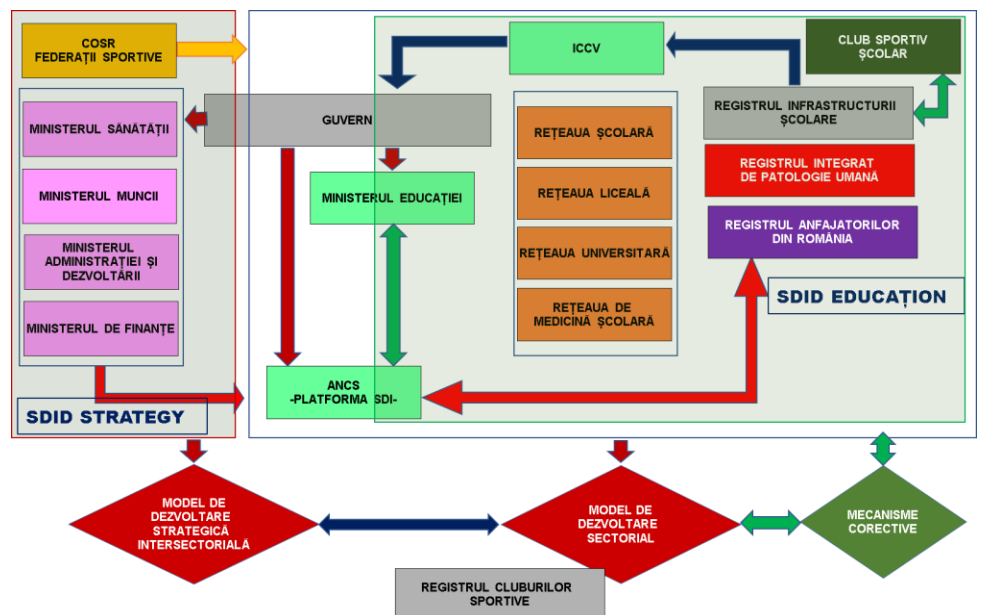 COSR
FEDERAȚII SPORTIVE
MINISTERUL SĂNĂTĂȚII
MINISTERUL MUNCII
MINISTERUL
ADMINISTRAȚIEI ȘI
DEZVOLTĂRII
MINISTERUL DE FINANȚE
SDID STRATEGY
GUVERN
MINISTERUL EDUCAȚIEI
ANCS
-PLATFORMA SDI-
ICCV
REȚEAUA ȘCOLARĂ
REȚEAUA LICEALĂ
REȚEAUA UNIVERSITARĂ
REȚEAUA DE
MEDICINĂ ȘCOLARĂ
CLUB SPORTIV
ȘCOLAR
REGISTRUL INFRASTRUCTURII
ȘCOLARE
REGISTRUL INTEGRAT
DE PATOLOGIE UMANĂ
REGISTRUL ANFAJATORILOR
DIN ROMÂNIA
SDID EDUCAȚION
MODEL DE
DEZVOLTARE
STRATEGICĂ
INTERSECTORIALĂ
MODEL DE
DEZVOLTARE
SECTORIAL
MECANISME
CORECTIVE
REGISTRUL CLUBURILOR
SPORTIVE